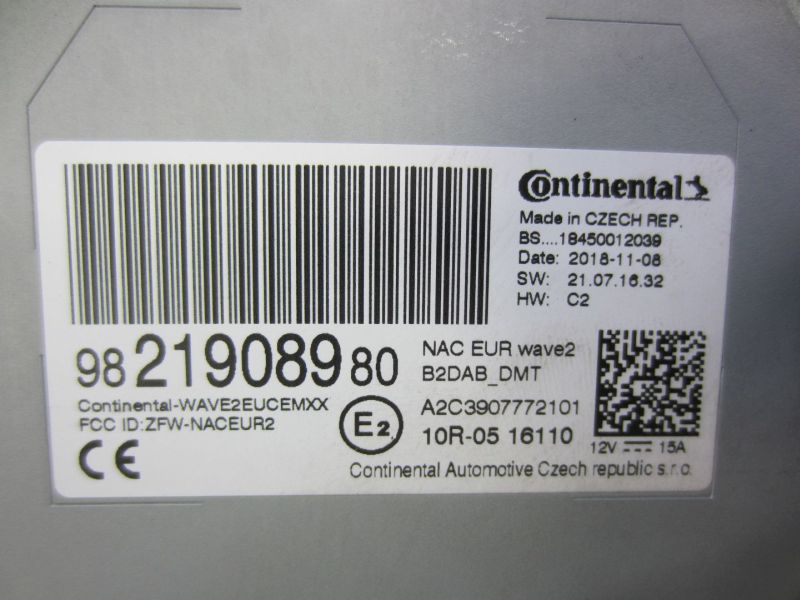 Continental
Made in CZECH REP.
BS....18450012039
Date: 2018-11-08
SW: 21.07.16.32
HW: C2
98 219089 80
NAC EUR wave2
B2DAB_DMT
Continental-WAVE2EUCEMXX
FCC ID:ZFW-NACEUR2
E2
A2C3907772101
10R-05 16110
12V 15A
CE
Continental Automotive Czech republic s.r.o.